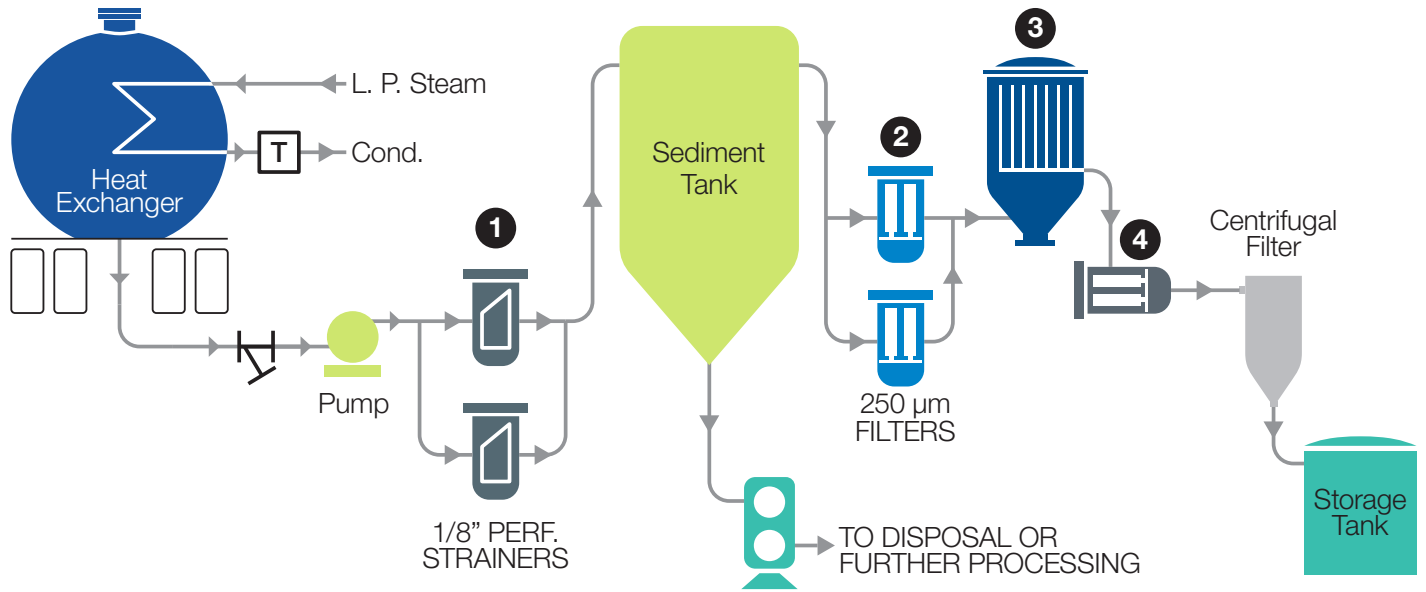 L. P. Steam
T
Cond.
Heat
Exchanger
1
Pump
1/8” PERF.
STRAINERS
Sediment
Tank
2
250 µm
FILTERS
3
4
Centrifugal
Filter
TO DISPOSAL OR
FURTHER PROCESSING
Storage
Tank